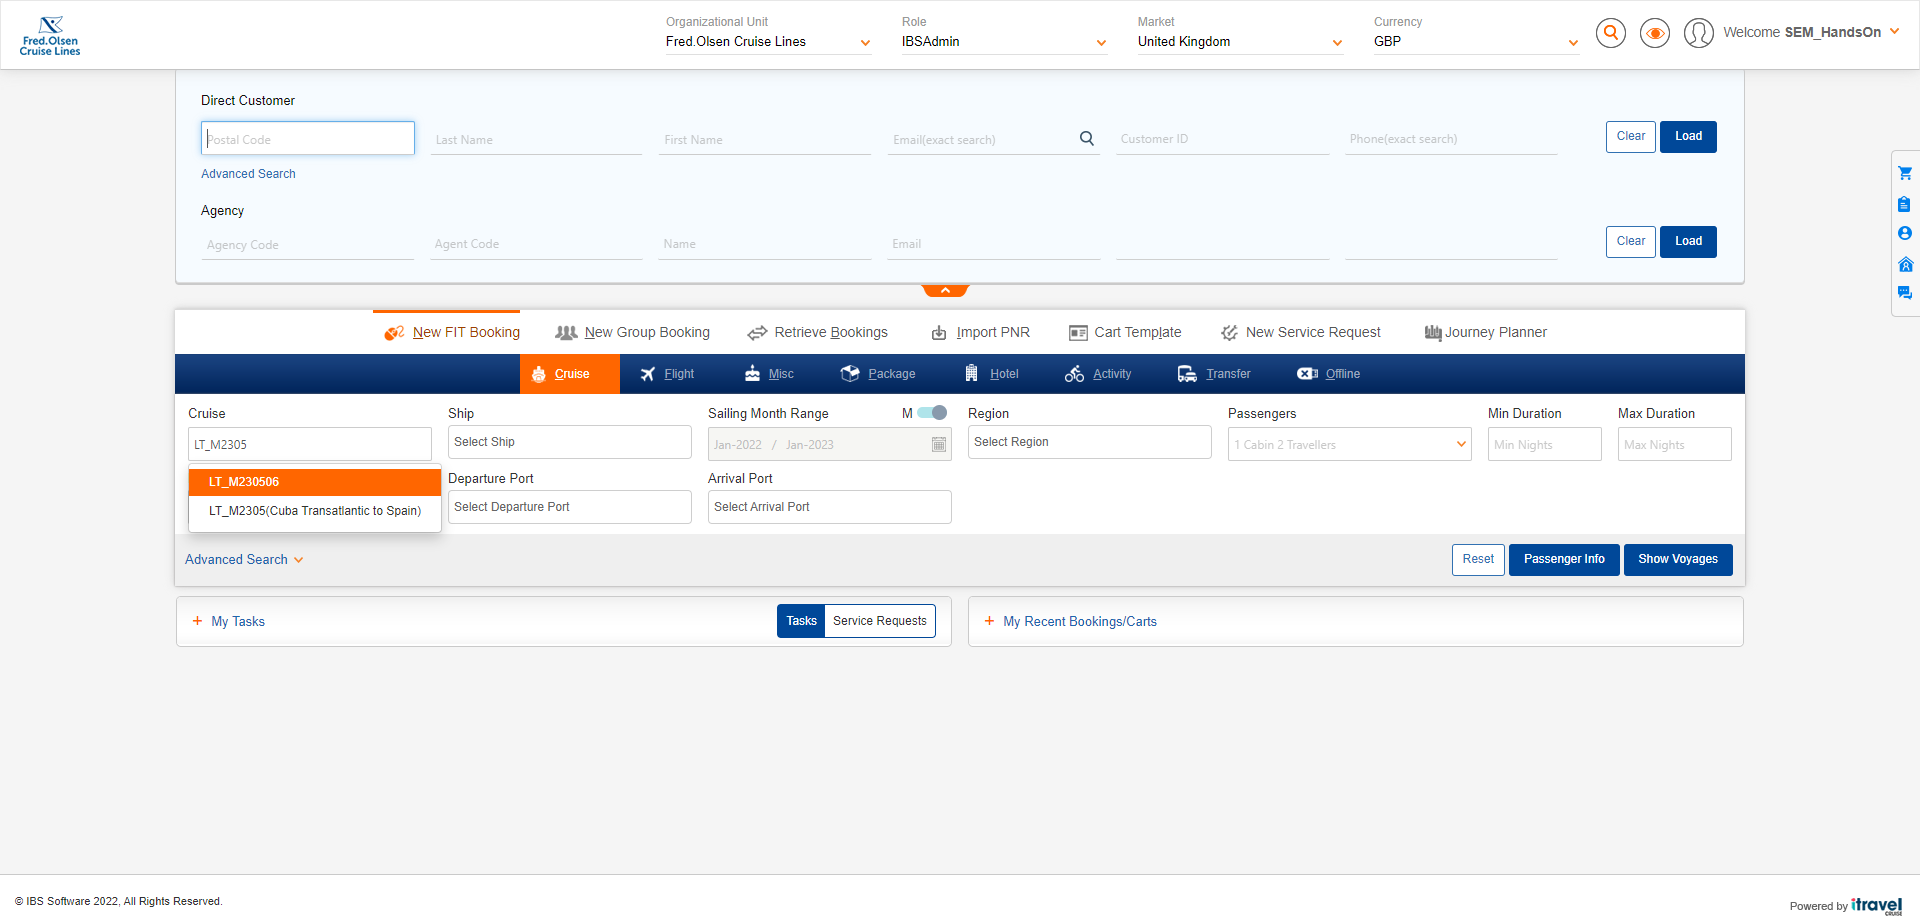 Fred.Olsen
Cruise Lines
Organizational Unit
Fred.Olsen Cruise Lines
Role
IBSAdmin
Market
United Kingdom
Currency
GBP
Welcome SEM_HandsOn
Direct Customer
Postal Code
Last Name
First Name
Email(exact search)
Customer ID
Phone(exact search)
Clear
Load
Advanced Search
Agency
Agency Code
Agent Code
Name
Email
Clear
Load
New FIT Booking
New Group Booking
Retrieve Bookings
Import PNR
Cart Template
New Service Request
Journey Planner
Cruise
Flight
Misc
Package
Hotel
Activity
Transfer
Offline
Cruise
LT_M2305
LT_M230506
LT_M2305(Cuba Transatlantic to Spain)
Ship
Select Ship
Sailing Month Range
M
Jan-2022 / Jan-2023
Region
Select Region
Passengers
1 Cabin 2 Travellers
Min Duration
Min Nights
Max Duration
Max Nights
Departure Port
Select Departure Port
Arrival Port
Select Arrival Port
Advanced Search
Reset
Passenger Info
Show Voyages
+ My Tasks
Tasks
Service Requests
+ My Recent Bookings/Carts
© IBS Software 2022, All Rights Reserved.
Powered by itravel
CRUISE